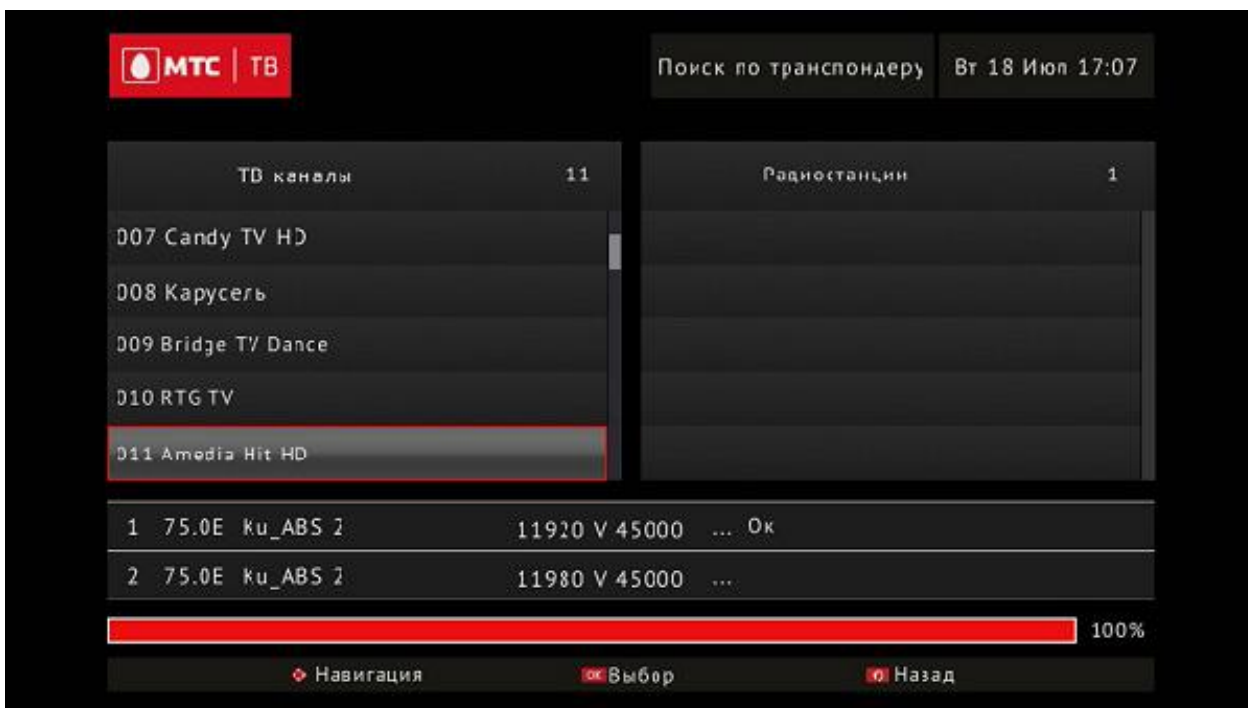 МТС | ТВ
Поиск по транспондеру
Вт 18 Июл 17:07
ТВ каналы 11
Радиостанции 1
007 Candy TV HD
008 Карусель
009 Bridge TV Dance
010 RTG TV
011 Amedia Hit HD
1 75.0E Ku_ABS 2 11920 V 45000 ... Ок
2 75.0E Ku_ABS 2 11980 V 45000 ...
100%
Навигация
OK Выбор
Назад